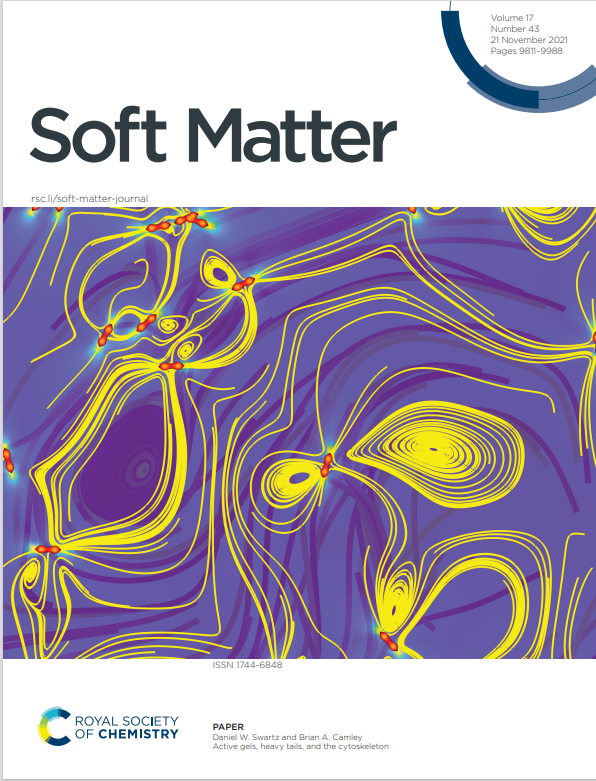 Volume 17
Number 43
21 November 2021
Pages 9811–9988
Soft Matter
rsc.li/soft-matter-journal
ISSN 1744-6848
ROYAL SOCIETY
OF CHEMISTRY
PAPER
Daniel W. Swartz and Brian A. Camley
Active gels, heavy tails, and the cytoskeleton